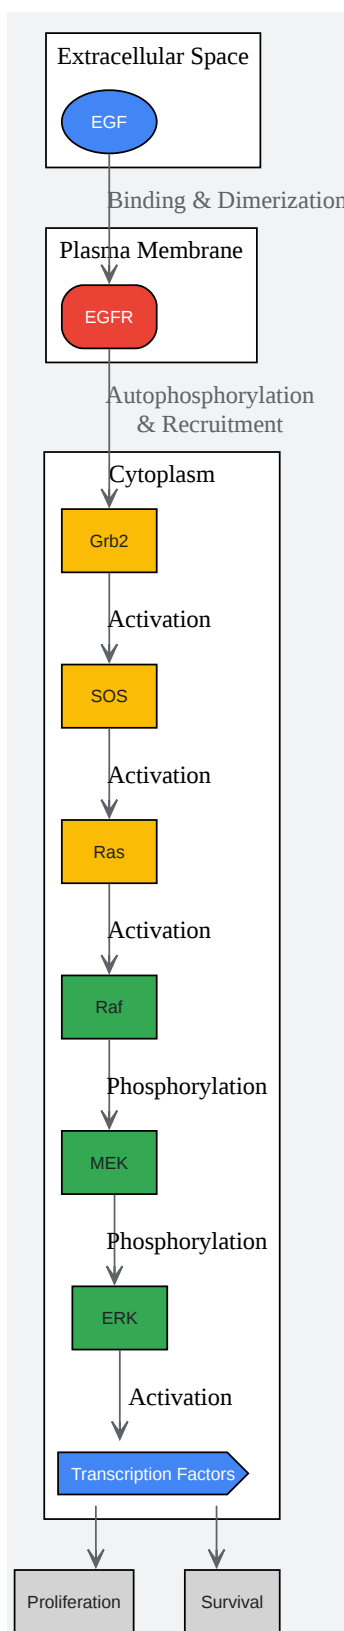 Extracellular Space
EGF
Binding & Dimerization
Plasma Membrane
EGFR
Autophosphorylation
& Recruitment
Cytoplasm
Grb2
Activation
SOS
Activation
Ras
Activation
Raf
Phosphorylation
MEK
Phosphorylation
ERK
Activation
Transcription Factors
Proliferation
Survival